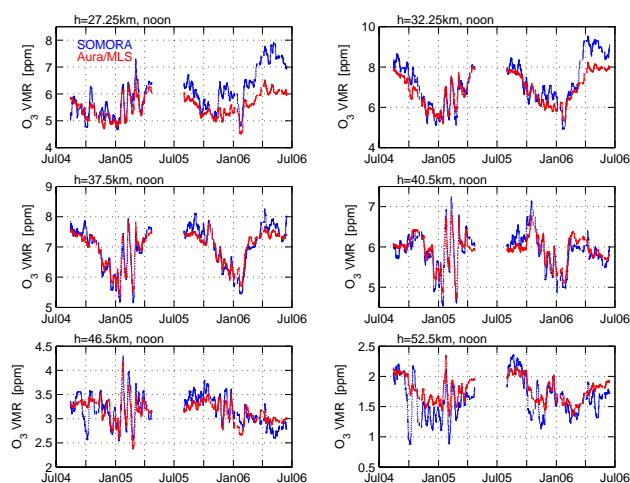 h=27.25km, noon
8
7
6
5
4
O3 VMR [ppm]
SOMORA
Aura/MLS
Jul04 Jan05 Jul05 Jan06 Jul06
h=32.25km, noon
10
8
6
4
O3 VMR [ppm]
Jul04 Jan05 Jul05 Jan06 Jul06
h=37.5km, noon
9
8
7
6
5
O3 VMR [ppm]
Jul04 Jan05 Jul05 Jan06 Jul06
h=40.5km, noon
7
6
5
O3 VMR [ppm]
Jul04 Jan05 Jul05 Jan06 Jul06
h=46.5km, noon
4.5
4
3.5
3
2.5
2
O3 VMR [ppm]
Jul04 Jan05 Jul05 Jan06 Jul06
h=52.5km, noon
2.5
2
1.5
1
0.5
O3 VMR [ppm]
Jul04 Jan05 Jul05 Jan06 Jul06